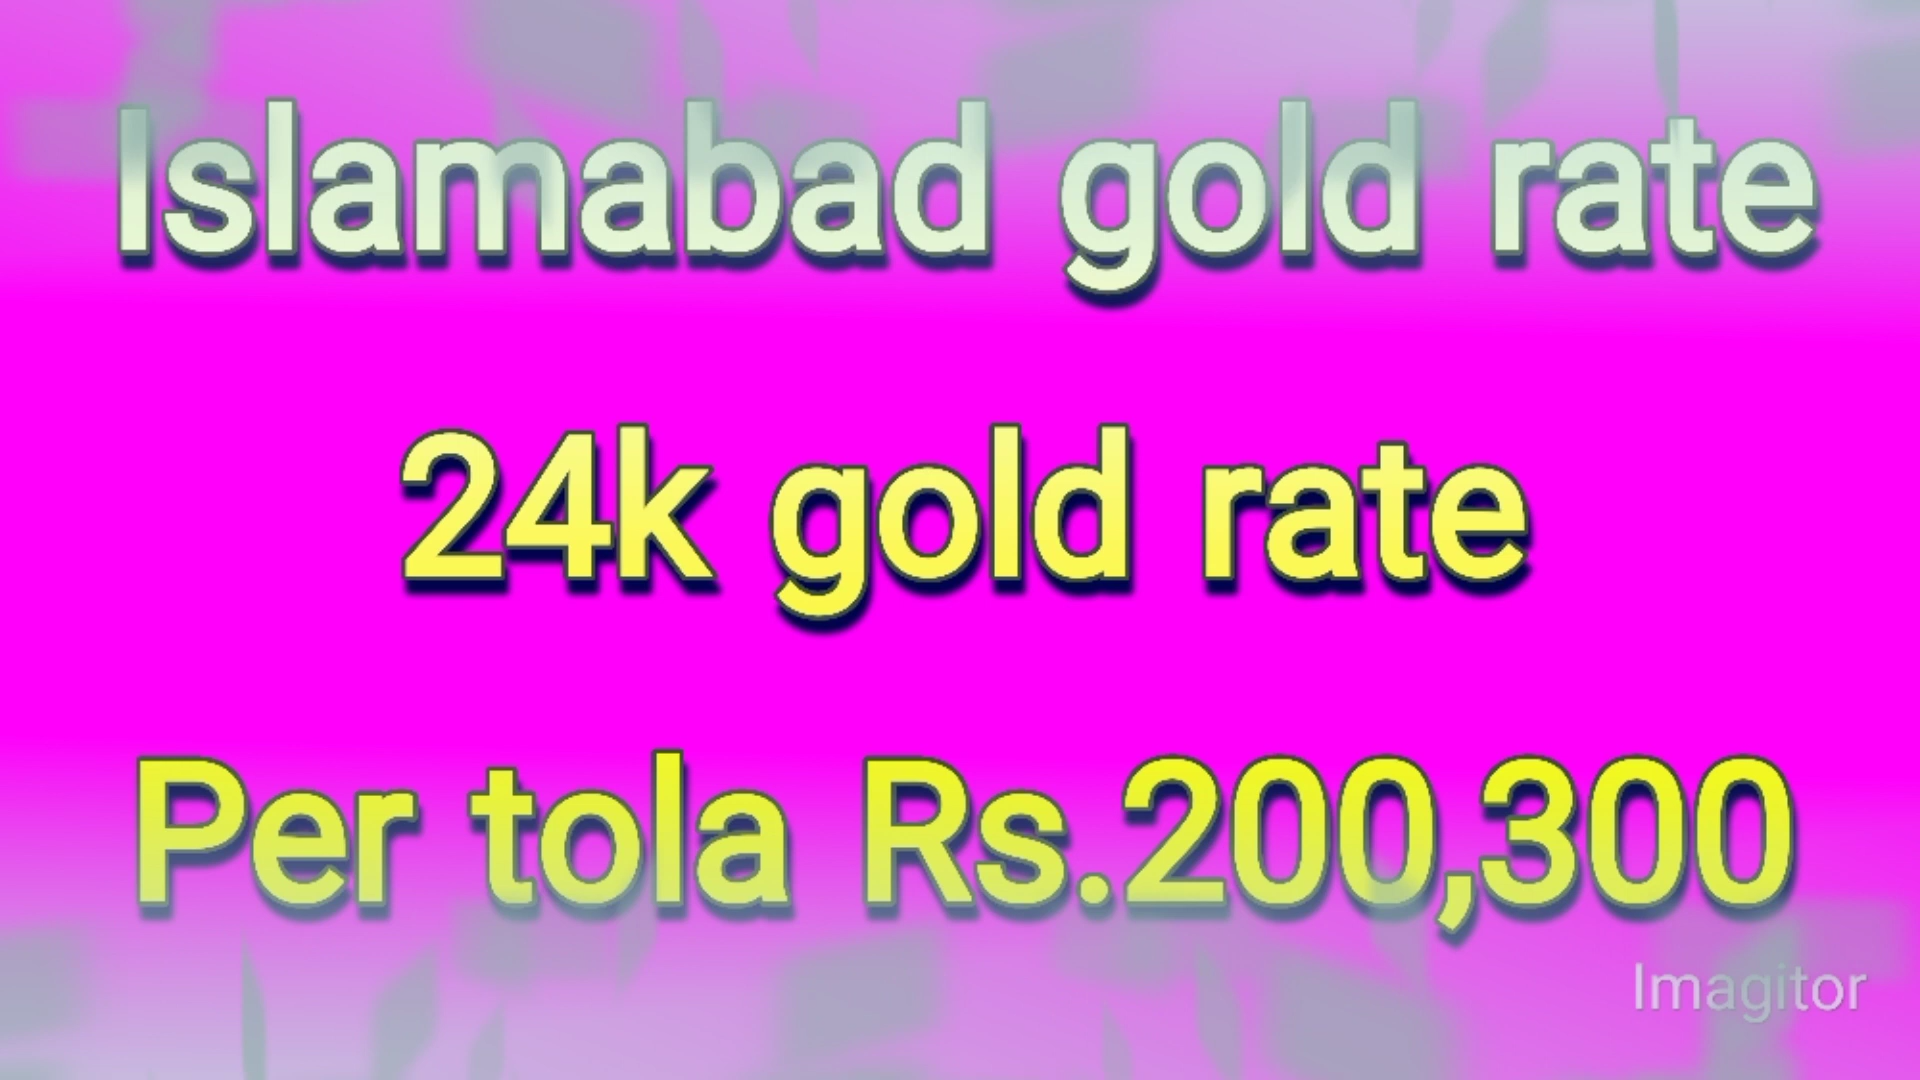 Islamabad gold rate
24k gold rate
Per tola Rs.200,300
Imagitor